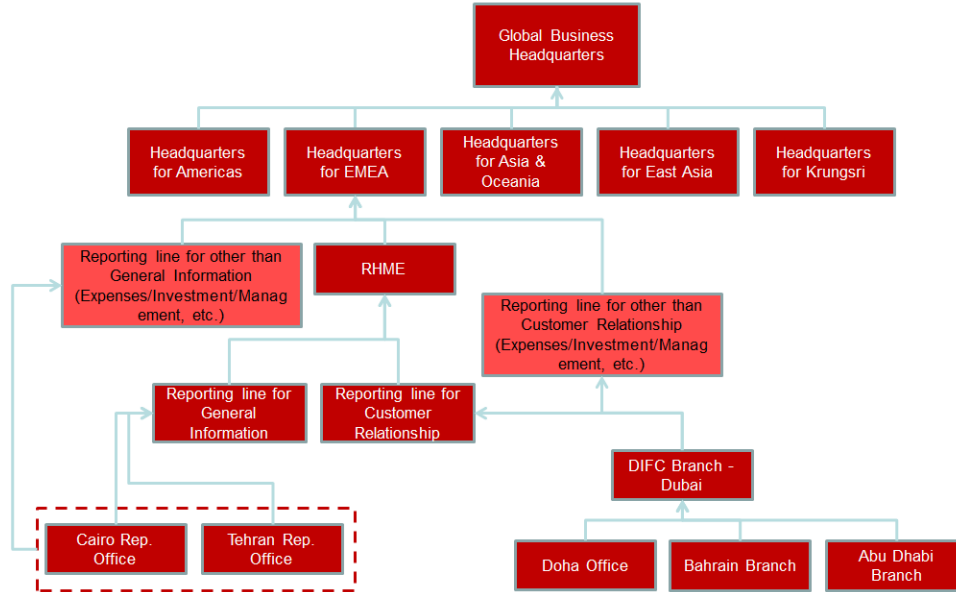 Global Business
Headquarters
Headquarters
for Americas
Headquarters
for EMEA
Headquarters
for Asia &
Oceania
Headquarters
for East Asia
Headquarters
for Krungsri
Reporting line for other than
General Information
(Expenses/Investment/Manag
ement, etc.)
RHME
Reporting line for other than
Customer Relationship
(Expenses/Investment/Manag
ement, etc.)
Reporting line for
General
Information
Reporting line for
Customer
Relationship
DIFC Branch -
Dubai
Cairo Rep.
Office
Tehran Rep.
Office
Doha Office
Bahrain Branch
Abu Dhabi
Branch